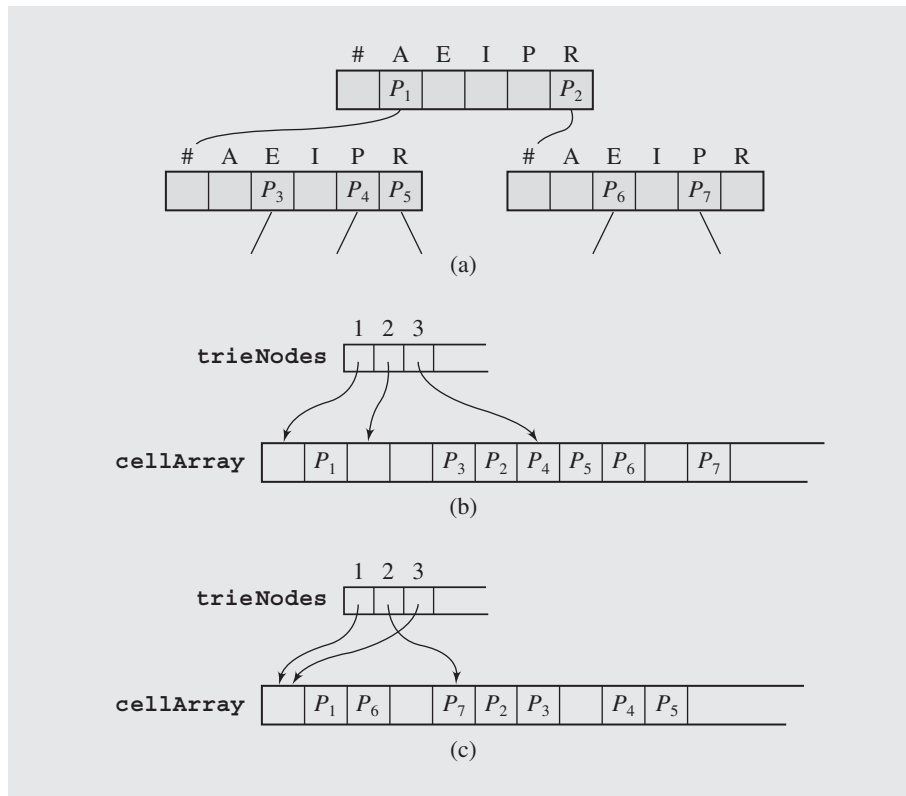 # A E I P R
P₁ P₂
# A E I P R # A E I P R
P₃ P₄ P₅ P₆ P₇
(a)
1 2 3
trieNodes
cellArray P₁ P₃ P₂ P₄ P₅ P₆ P₇
(b)
1 2 3
trieNodes
cellArray P₁ P₆ P₇ P₂ P₃ P₄ P₅
(c)